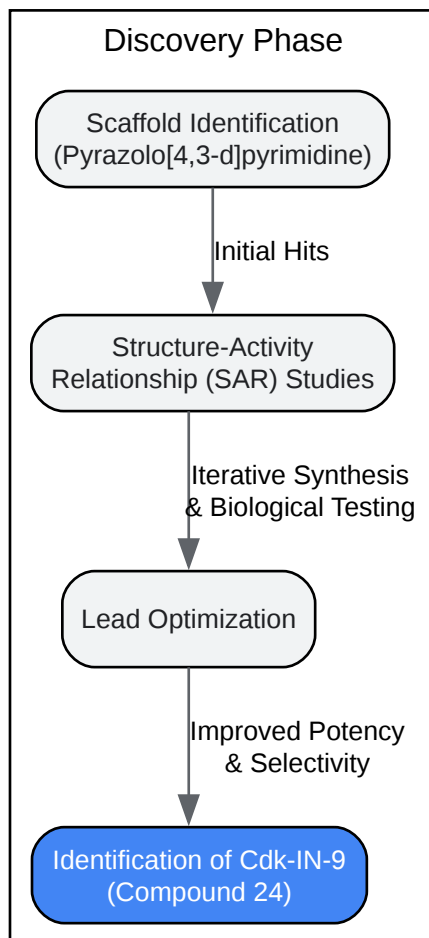 Discovery Phase
Scaffold Identification
(Pyrazolo[4,3-d]pyrimidine)
Initial Hits
Structure-Activity
Relationship (SAR) Studies
Iterative Synthesis
& Biological Testing
Lead Optimization
Improved Potency
& Selectivity
Identification of Cdk-IN-9
(Compound 24)